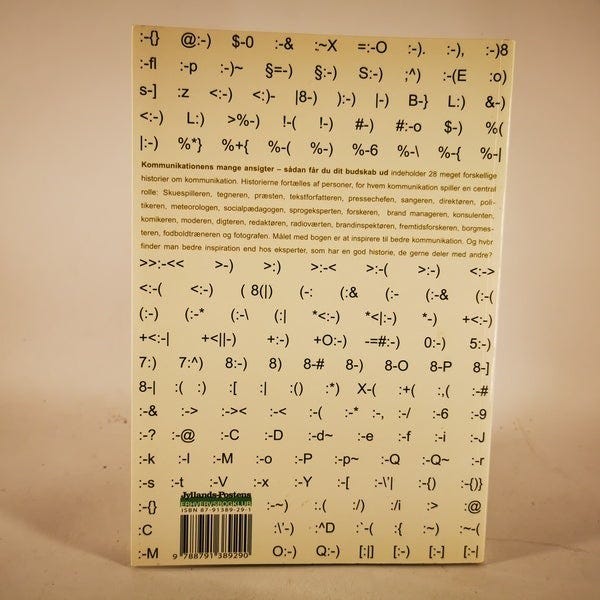 :-{} @:-) $-0 :-& :~X =:-O :-). :-), :-)8
:-fl :-p :-)~ §=-) §:-) S:-) ;^) :-(E :o)
s-] :z <:-) <:)- |8-) ):-) |-) B-} L:) &-)
<:-) L:) >%-) !-( !-) #-) #:-o $-) %(
|:-) %*} %+{ %-( %-) %-6 %-\ %-{ %-|
Kommunikationens mange ansigter – sådan får du dit budskab ud indeholder 28 meget forskellige
historier om kommunikation. Historierne fortælles af personer, for hvem kommunikation spiller en central
rolle: Skuespilleren, tegneren, præsten, tekstforfatteren, pressechefen, sangeren, direktøren, poli-
tikeren, meteorologen, socialpædagogen, sprogeksperten, forskeren, brand manageren, konsulenten,
komikeren, moderen, digteren, redaktøren, radioværten, brandinspektøren, fremtidsforskeren, borgmes-
teren, fodboldtræneren og fotografen. Målet med bogen er at inspirere til bedre kommunikation. Og hvor
finder man bedre inspiration end hos eksperter, som har en god historie, de gerne deler med andre?
>>:-<< >-) >:) >:-< >:-( >:-) <:->
<:-( <:-) ( 8(|) (-: (:& (:- (:-& (:-(
(:-) (:-* (:-\ (:| *<:-) *<|:-) *-) +<:-)
+<:-| +<||-) +:-) +O:-) -=#:-) 0:-) 5:-)
7:) 7:^) 8:-) 8) 8-# 8-) 8-O 8-P 8-]
8-| :( :) :[ :| :() :*) X-( :+( :,( :-#
:-& :-> :->< :-< :-( :-* :-, :-/ :-6 :-9
:-? :-@ :-C :-D :-d~ :-e :-f :-i :-J
:-k :-l :-M :-o :-P :-p~ :-Q :-Q~ :-r
:-s :-t :-V :-x :-Y :-[ :-\'| :-{) :-{)}
:-{} Jyllands-Postens :~) :.( :/) :/i :> :@
ERHVERVSBOGKLUB
ISBN 87-91389-29-1
:C :\'-) :^D :`-( :{ :~) :~-(
:-M 9 788791 389290 O:-) Q:-) [:|] [:-) [:-] [:-|